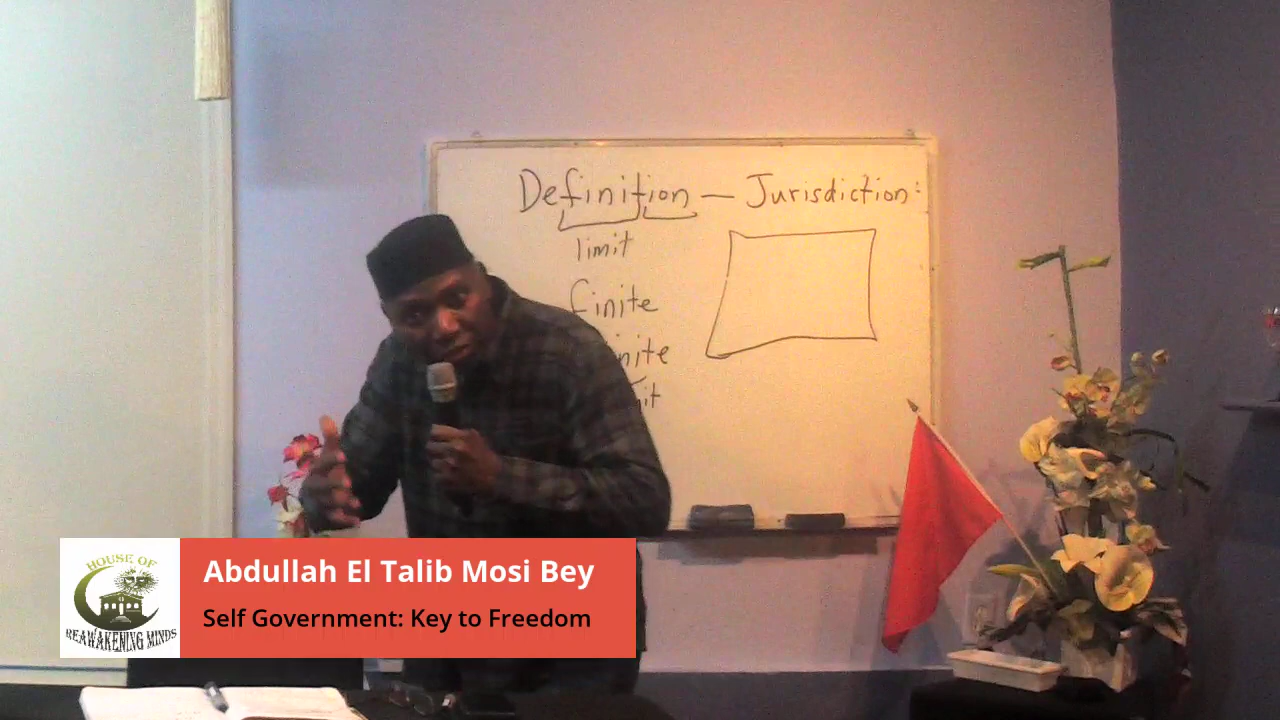 Definition — Jurisdiction:
limit
finite
nite
it
HOUSE OF
REAWAKENING MINDS
Abdullah El Talib Mosi Bey
Self Government: Key to Freedom